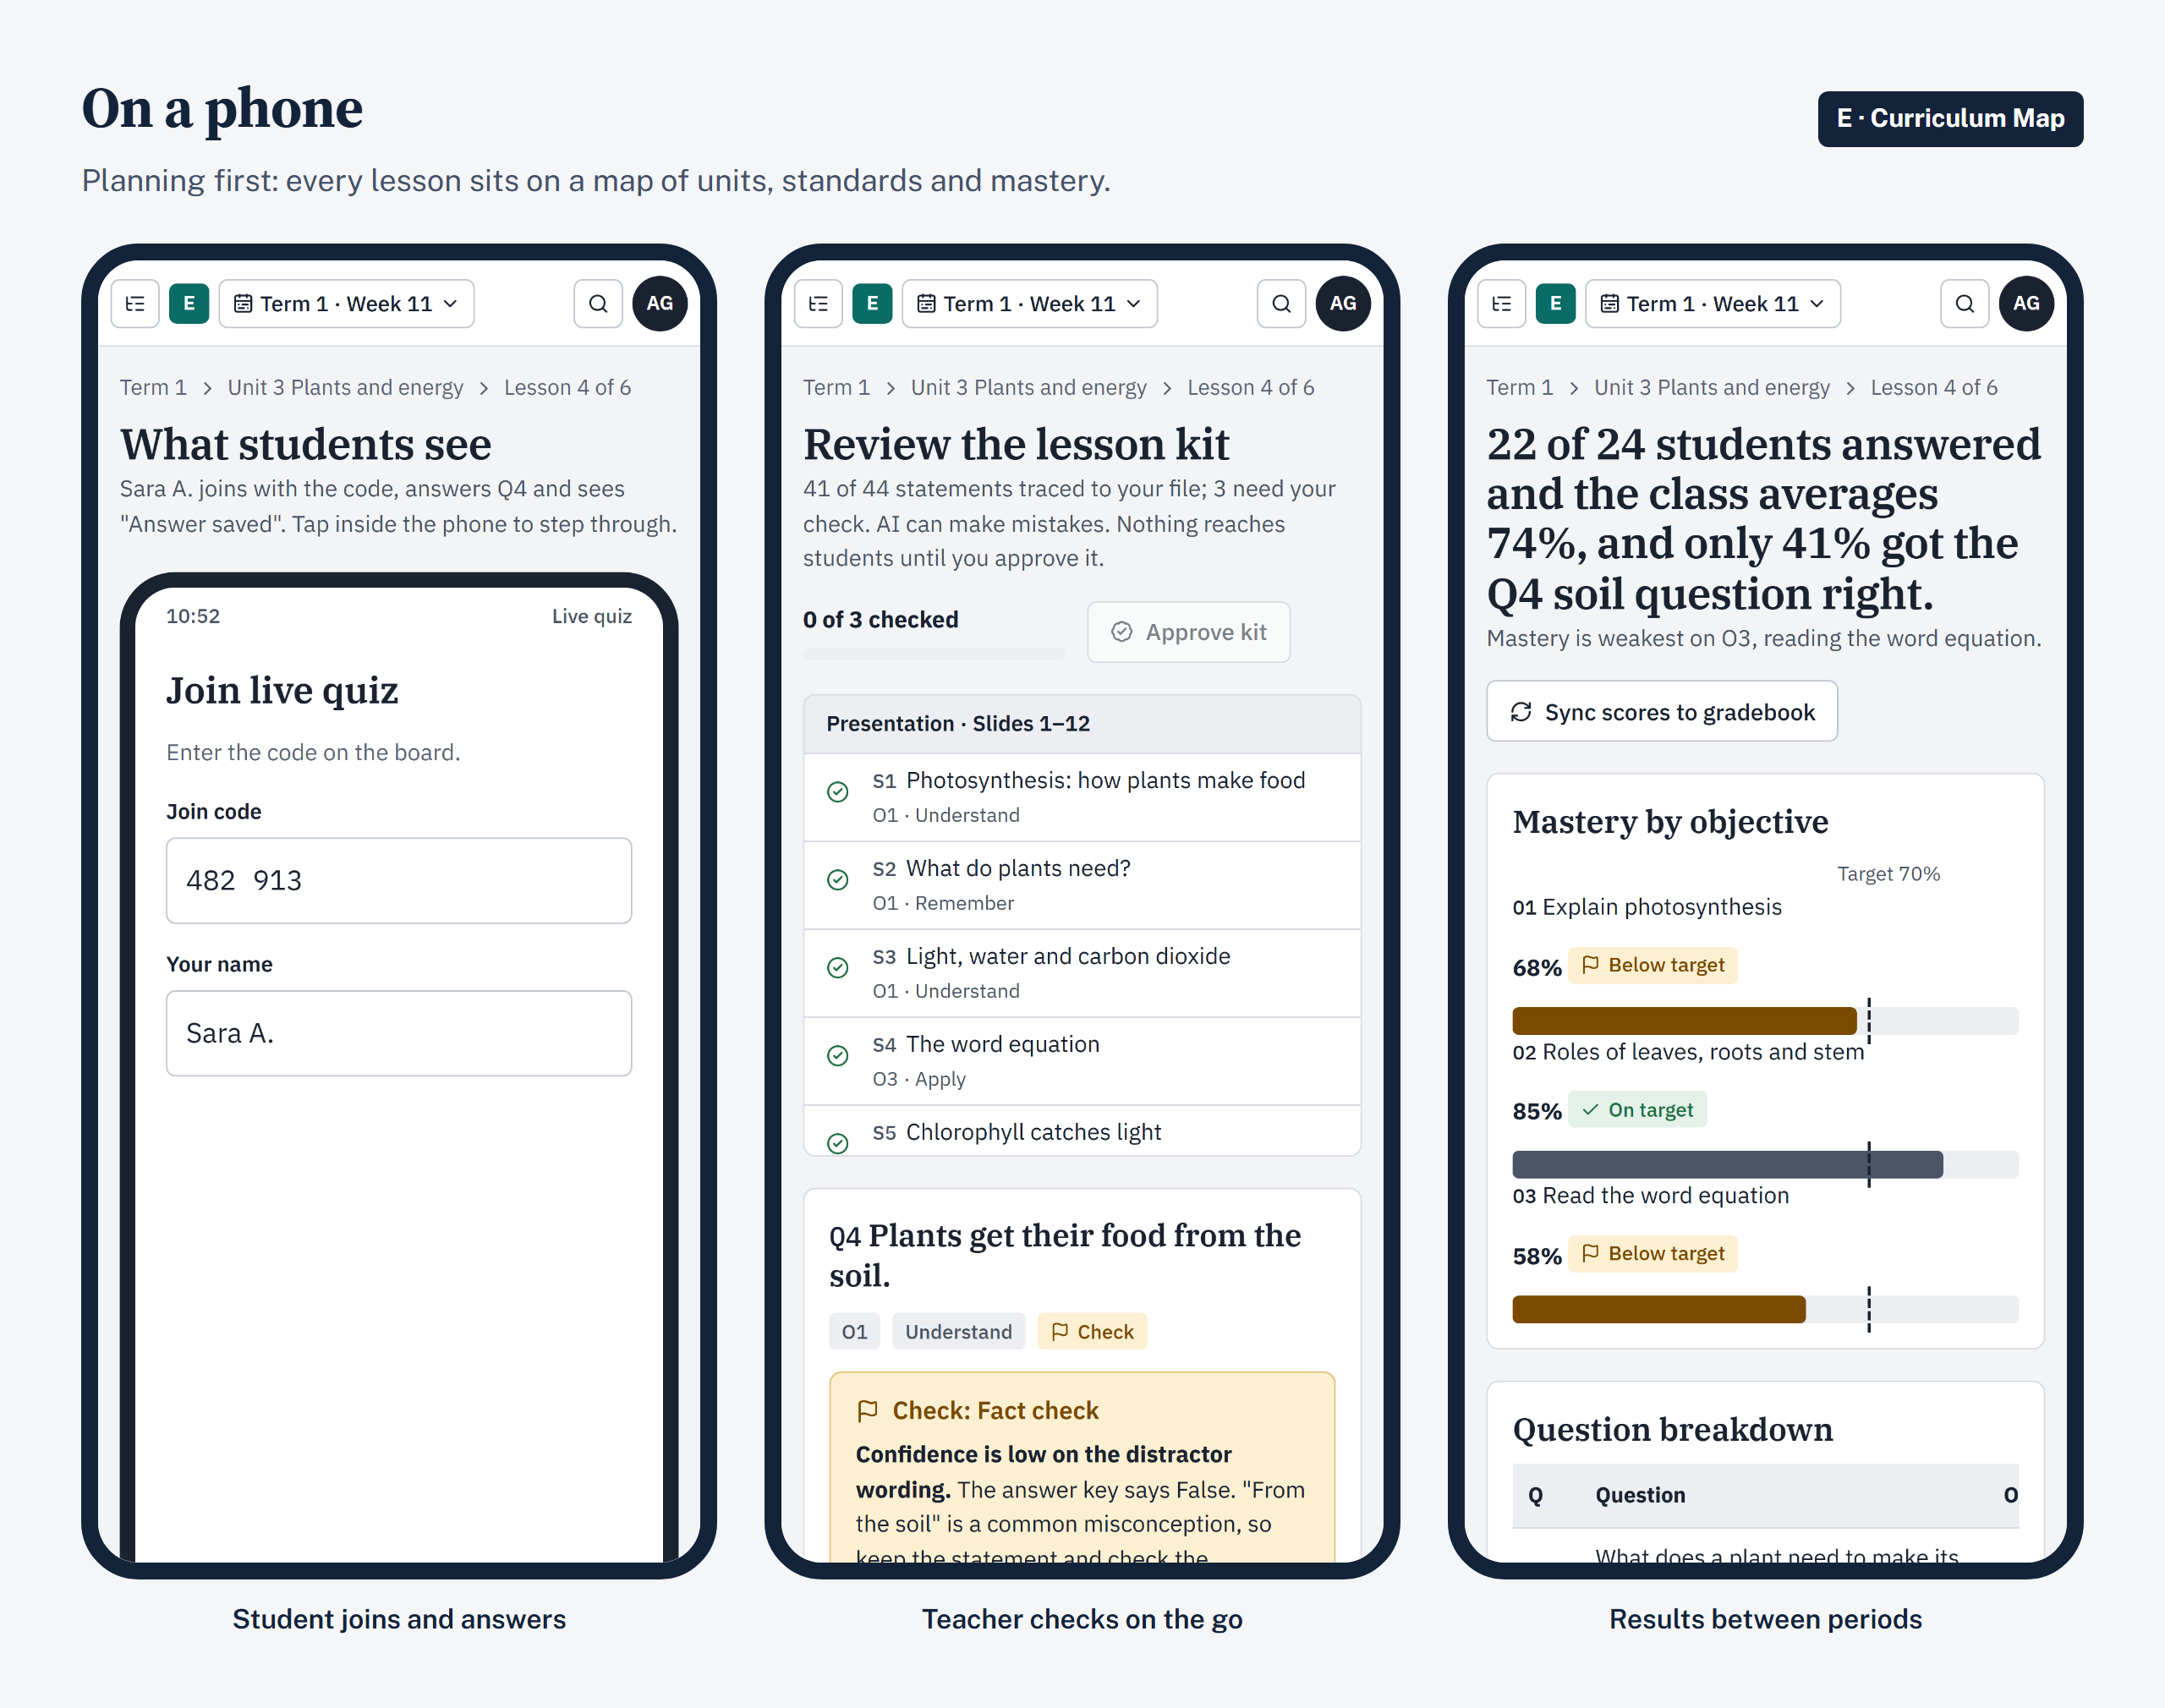 On a phone
E · Curriculum Map
Planning first: every lesson sits on a map of units, standards and mastery.
E
Term 1 · Week 11
AG
Term 1 > Unit 3 Plants and energy > Lesson 4 of 6
What students see
Sara A. joins with the code, answers Q4 and sees
"Answer saved". Tap inside the phone to step through.
10:52
Live quiz
Join live quiz
Enter the code on the board.
Join code
482 913
Your name
Sara A.
Student joins and answers
E
Term 1 · Week 11
AG
Term 1 > Unit 3 Plants and energy > Lesson 4 of 6
Review the lesson kit
41 of 44 statements traced to your file; 3 need your
check. AI can make mistakes. Nothing reaches
students until you approve it.
0 of 3 checked
Approve kit
Presentation · Slides 1–12
S1 Photosynthesis: how plants make food
O1 · Understand
S2 What do plants need?
O1 · Remember
S3 Light, water and carbon dioxide
O1 · Understand
S4 The word equation
O3 · Apply
S5 Chlorophyll catches light
Q4 Plants get their food from the
soil.
O1
Understand
Check
Check: Fact check
Confidence is low on the distractor
wording. The answer key says False. "From
the soil" is a common misconception, so
keep the statement and check the
Teacher checks on the go
E
Term 1 · Week 11
AG
Term 1 > Unit 3 Plants and energy > Lesson 4 of 6
22 of 24 students answered
and the class averages
74%, and only 41% got the
Q4 soil question right.
Mastery is weakest on O3, reading the word equation.
Sync scores to gradebook
Mastery by objective
Target 70%
O1 Explain photosynthesis
68% Below target
O2 Roles of leaves, roots and stem
85% On target
O3 Read the word equation
58% Below target
Question breakdown
Q Question O
What does a plant need to make its
Results between periods